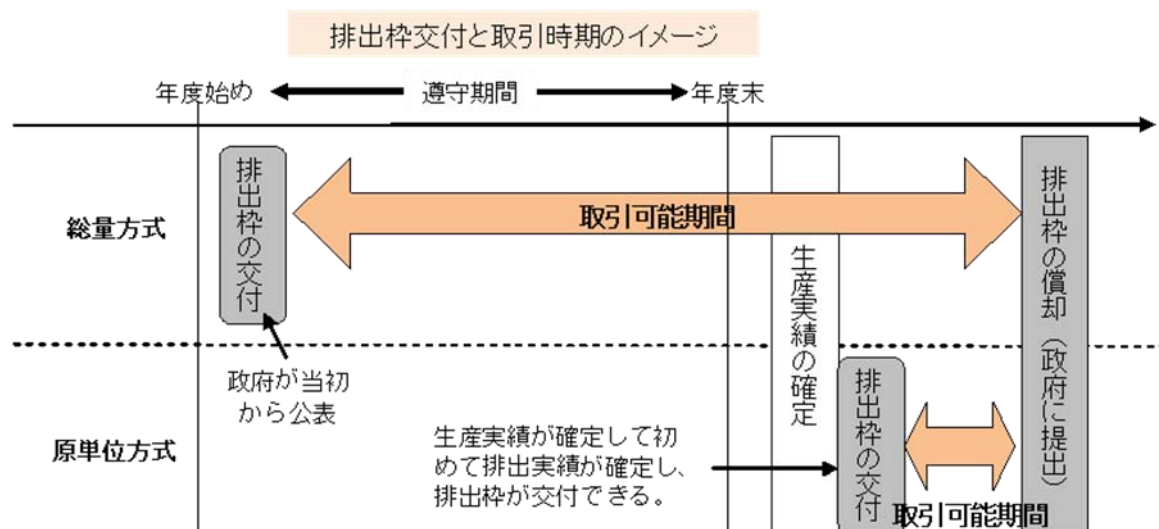 排出枠交付と取引時期のイメージ
年度始め
遵守期間
年度末
総量方式
排出枠の交付
取引可能期間
生産実績の確定
排出枠の償却（政府に提出）
政府が当初
から公表
原単位方式
生産実績が確定して初
めて排出実績が確定し、
排出枠が交付できる。
排出枠の交付
取引可能期間